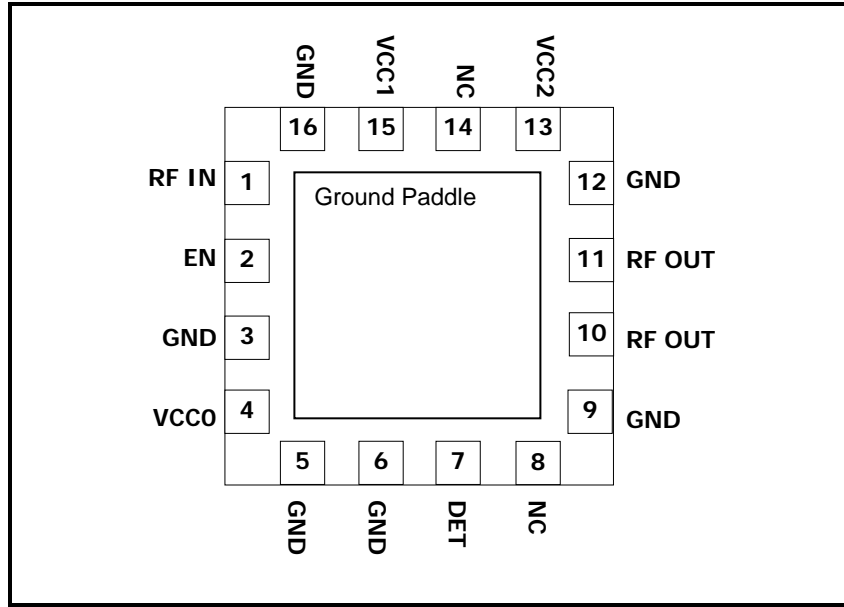 GND VCC1 NC VCC2
16 15 14 13
RF IN 1 12 GND
Ground Paddle
EN 2 11 RF OUT
GND 3 10 RF OUT
VCC0 4 9 GND
5 6 7 8
GND GND DET NC